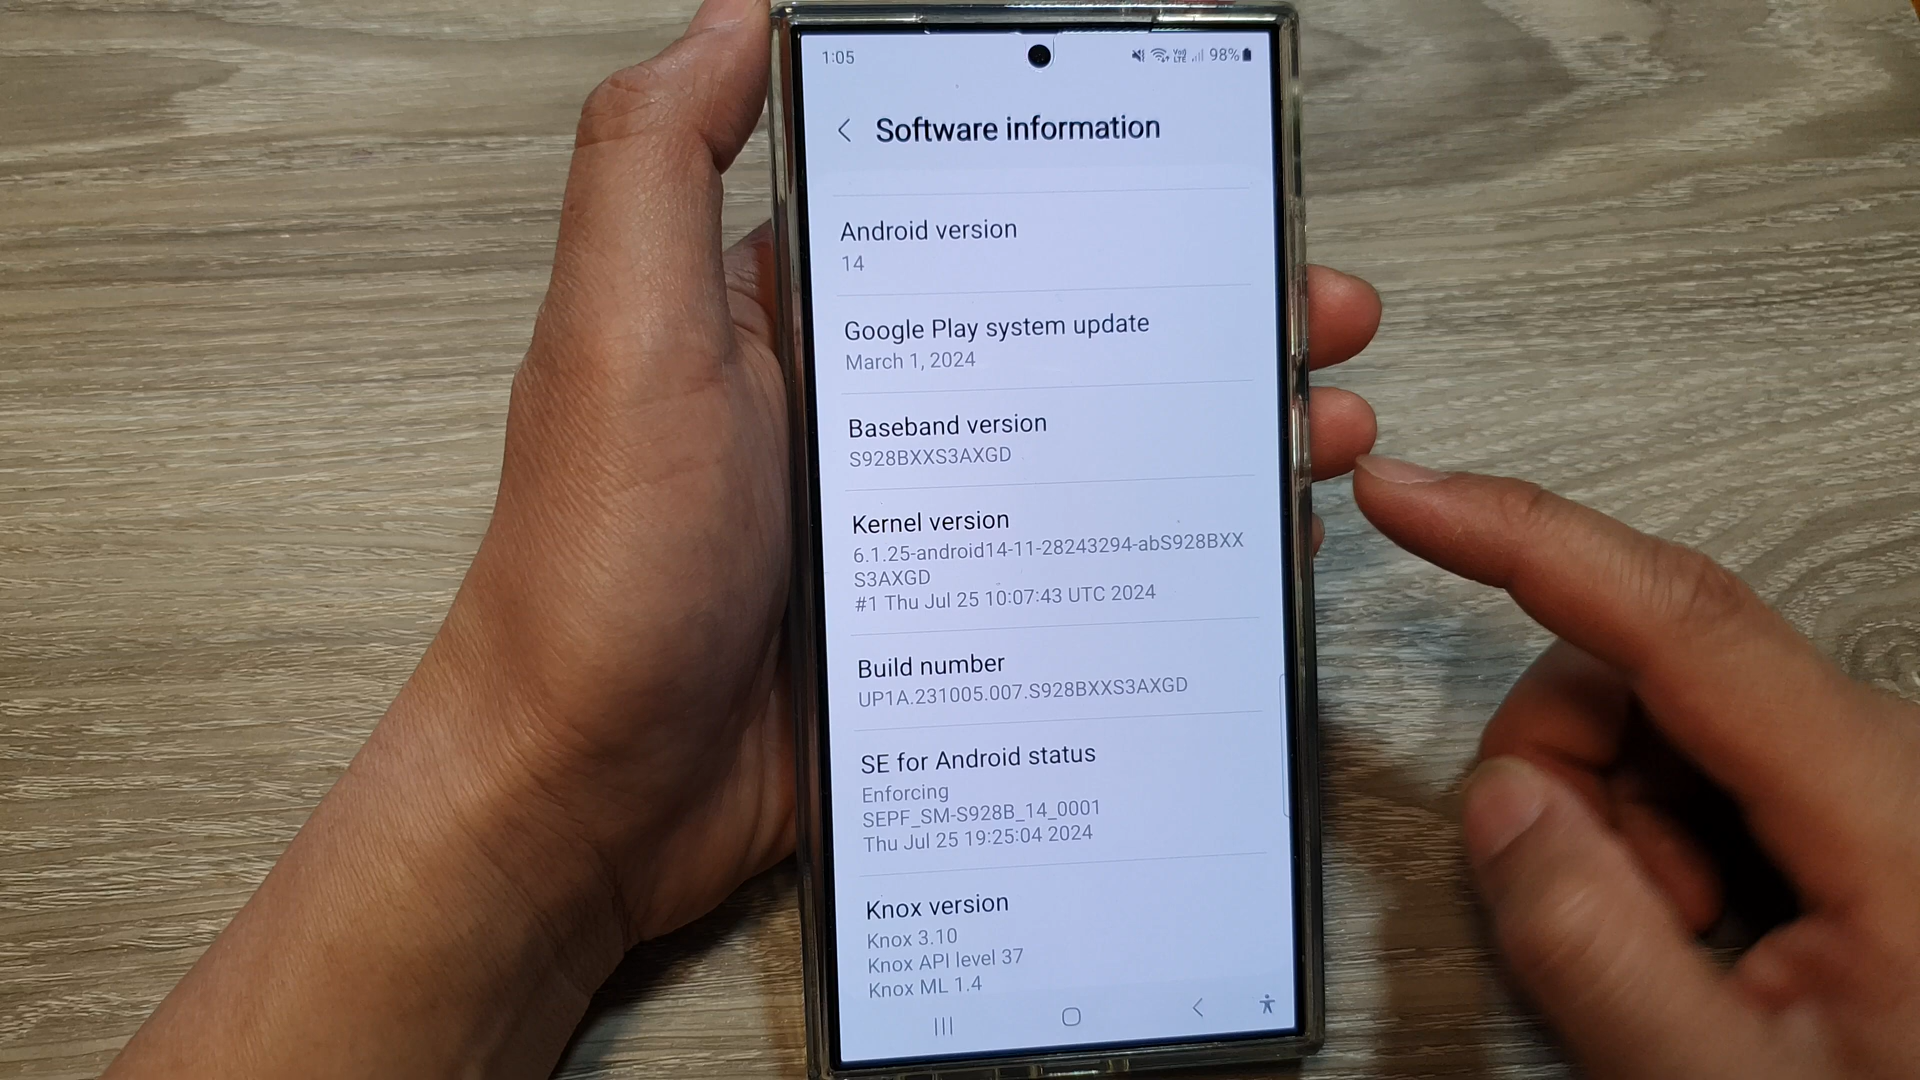 1:05
Vo))
LTE
98%
Software information
Android version
14
Google Play system update
March 1, 2024
Baseband version
S928BXXS3AXGD
Kernel version
6.1.25-android14-11-28243294-abS928BXX
S3AXGD
#1 Thu Jul 25 10:07:43 UTC 2024
Build number
UP1A.231005.007.S928BXXS3AXGD
SE for Android status
Enforcing
SEPF_SM-S928B_14_0001
Thu Jul 25 19:25:04 2024
Knox version
Knox 3.10
Knox API level 37
Knox ML 1.4